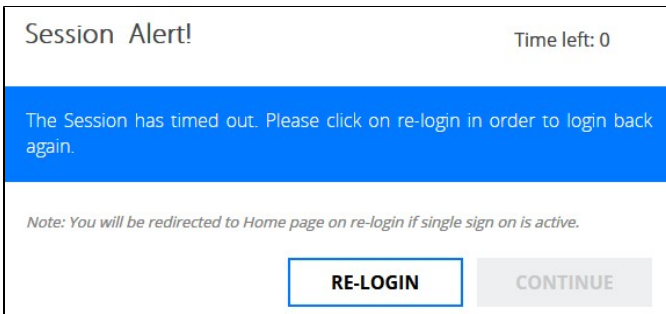 Session Alert!
Time left: 0
The Session has timed out. Please click on re-login in order to login back
again.
Note: You will be redirected to Home page on re-login if single sign on is active.
RE-LOGIN
CONTINUE